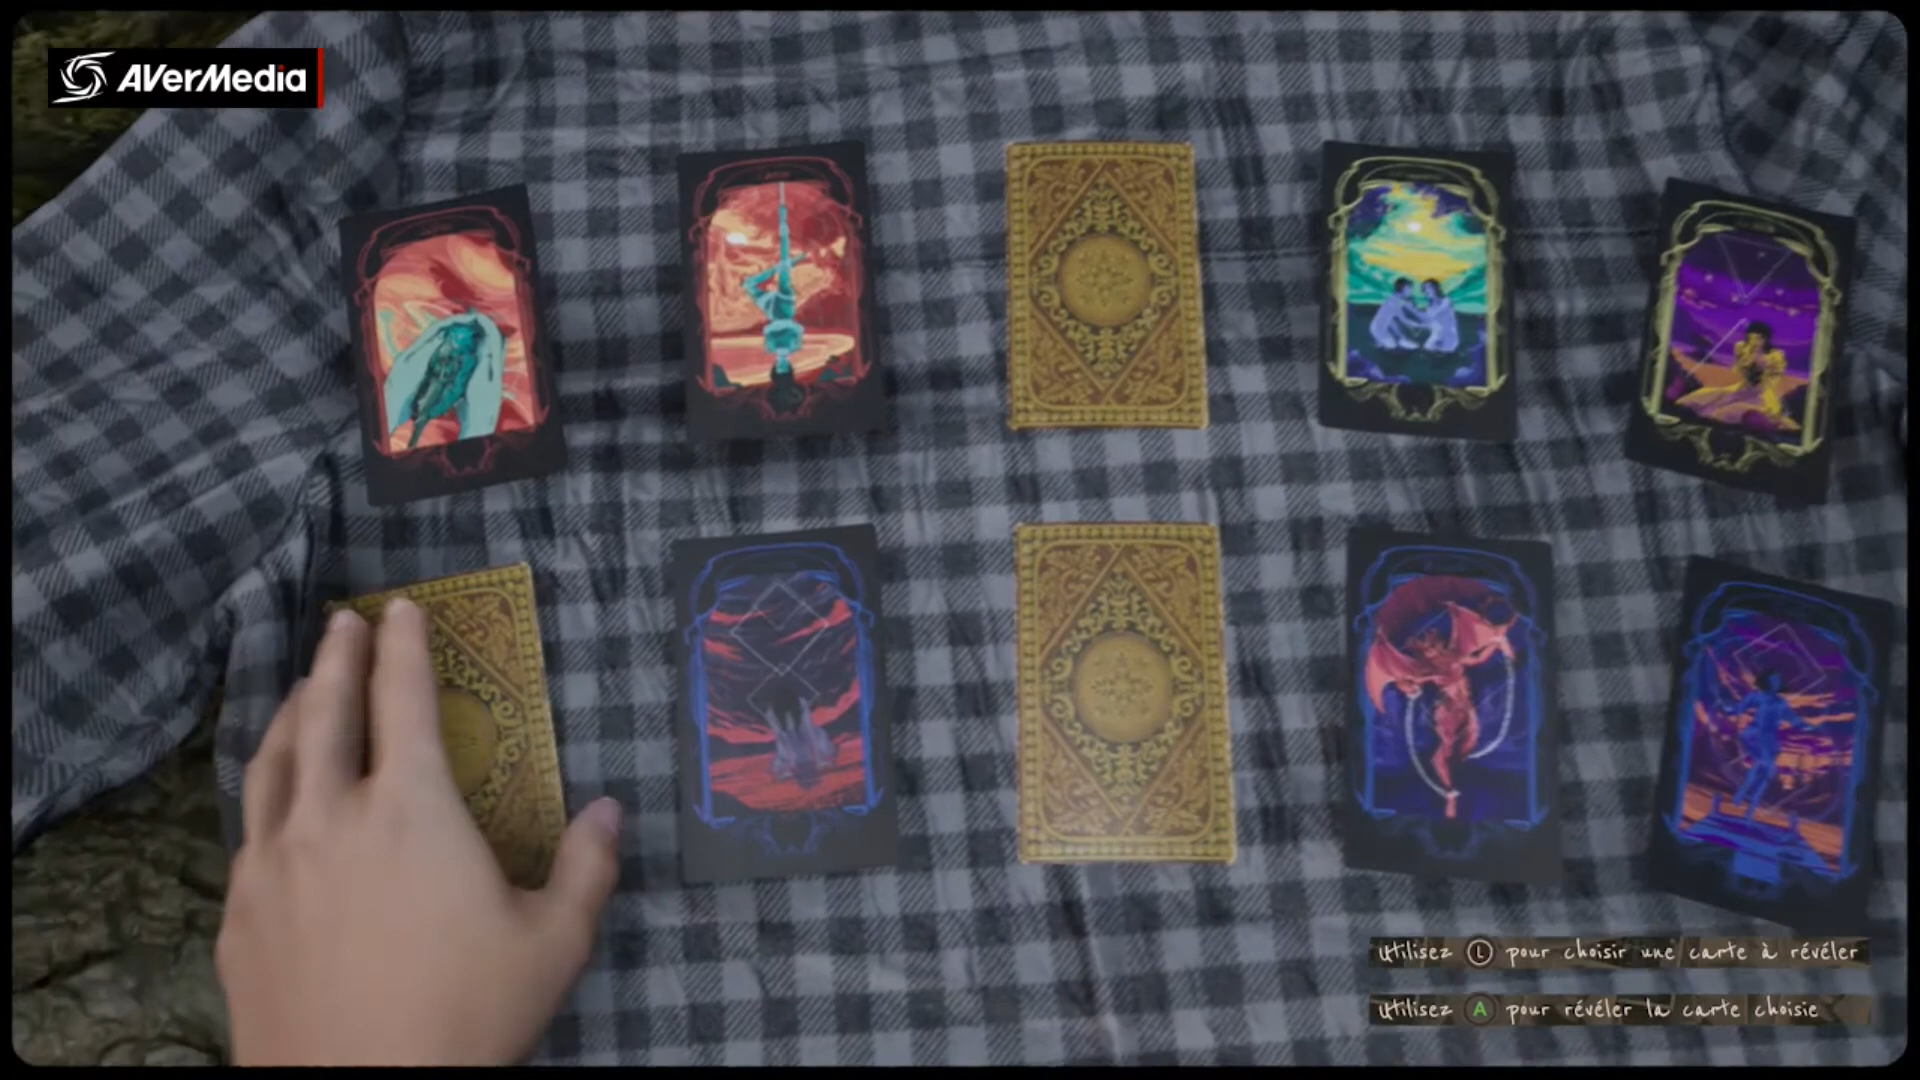 AVerMedia
Utilisez L pour choisir une carte à révéler
Utilisez A pour révéler la carte choisie